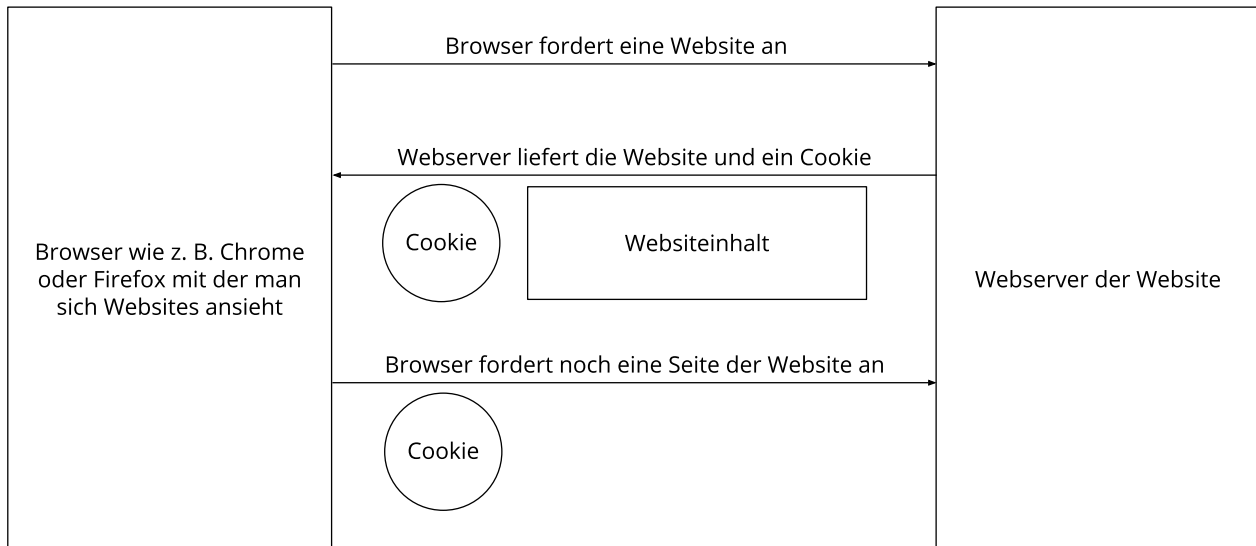 Browser fordert eine Website an
Webserver liefert die Website und ein Cookie
Cookie
Websiteinhalt
Browser wie z. B. Chrome
oder Firefox mit der man
sich Websites ansieht
Webserver der Website
Browser fordert noch eine Seite der Website an
Cookie